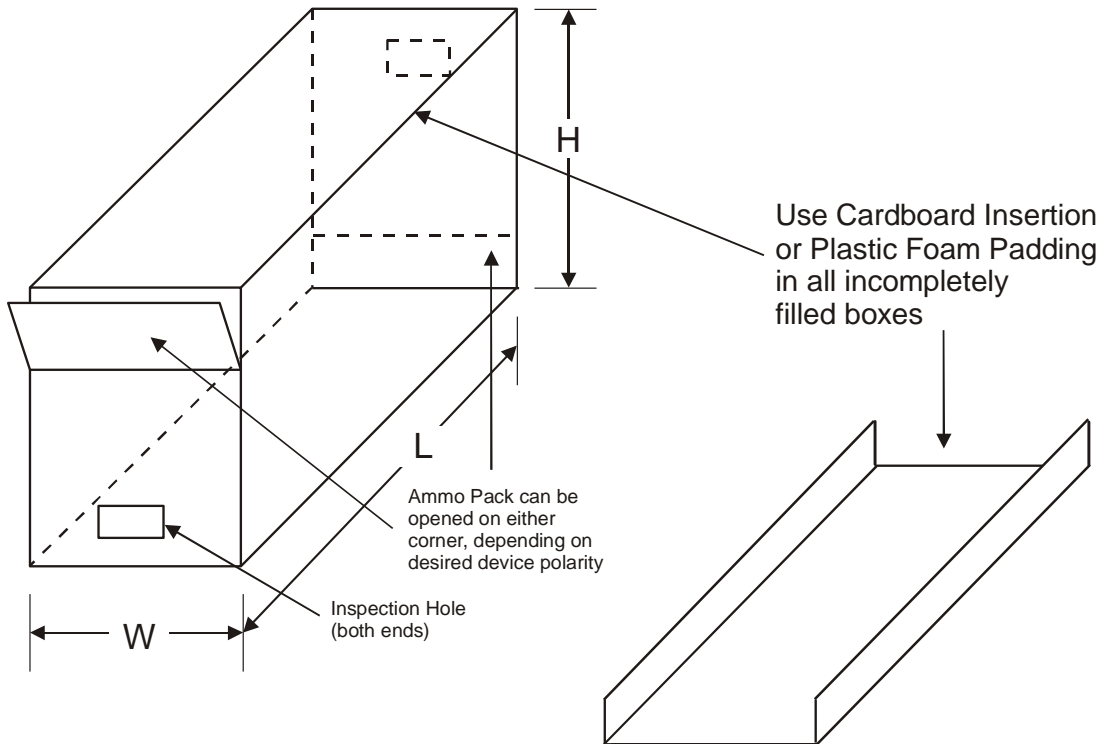 H
Use Cardboard Insertion
or Plastic Foam Padding
in all incompletely
filled boxes
L
Ammo Pack can be
opened on either
corner, depending on
desired device polarity
Inspection Hole
(both ends)
W